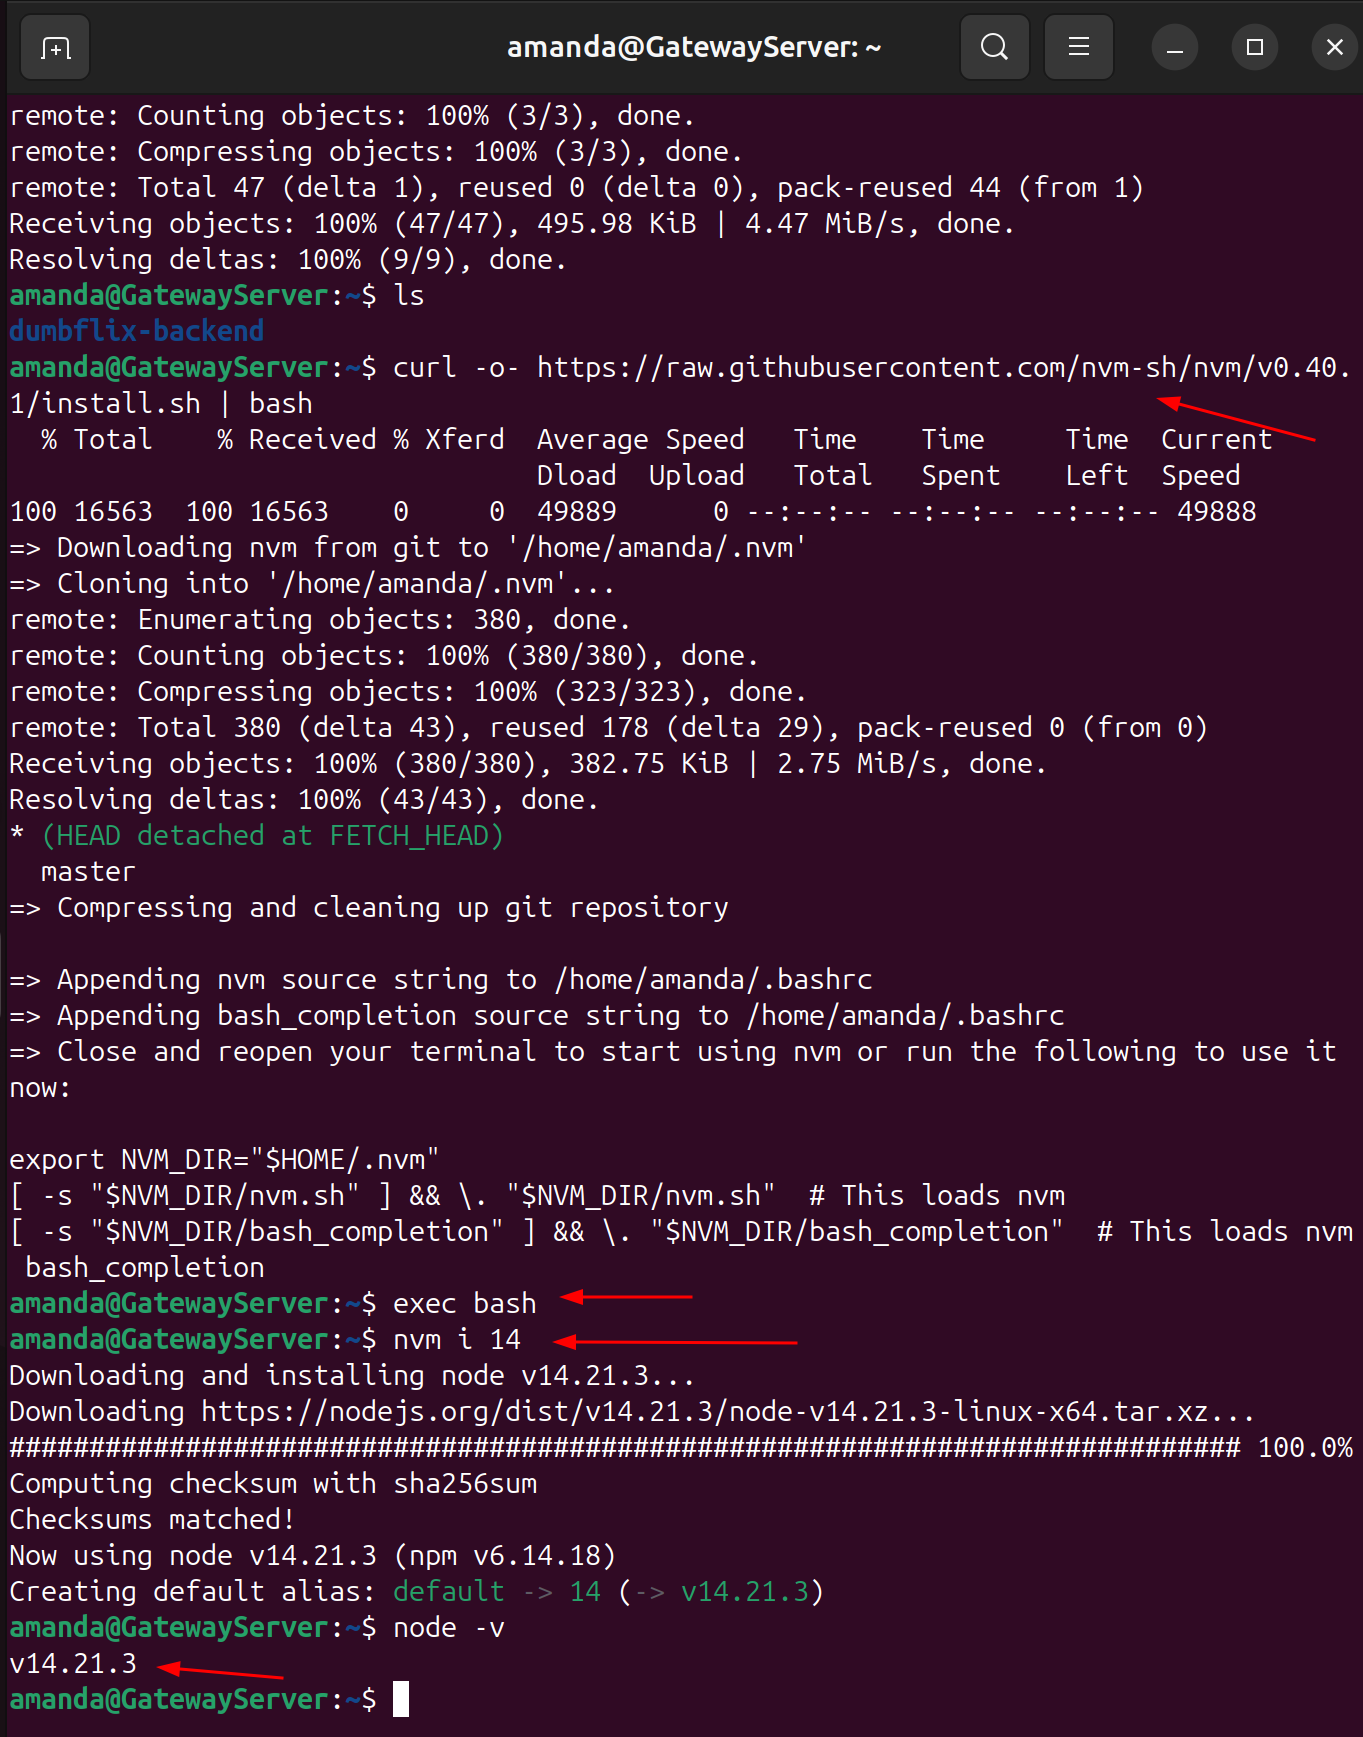 amanda@GatewayServer: ~
remote: Counting objects: 100% (3/3), done.
remote: Compressing objects: 100% (3/3), done.
remote: Total 47 (delta 1), reused 0 (delta 0), pack-reused 44 (from 1)
Receiving objects: 100% (47/47), 495.98 KiB | 4.47 MiB/s, done.
Resolving deltas: 100% (9/9), done.
amanda@GatewayServer:~$ ls
dumbflix-backend
amanda@GatewayServer:~$ curl -o- https://raw.githubusercontent.com/nvm-sh/nvm/v0.40.
1/install.sh | bash
  % Total    % Received % Xferd  Average Speed   Time    Time     Time  Current
                                 Dload  Upload   Total   Spent    Left  Speed
100 16563  100 16563    0     0  49889      0 --:--:-- --:--:-- --:--:-- 49888
=> Downloading nvm from git to '/home/amanda/.nvm'
=> Cloning into '/home/amanda/.nvm'...
remote: Enumerating objects: 380, done.
remote: Counting objects: 100% (380/380), done.
remote: Compressing objects: 100% (323/323), done.
remote: Total 380 (delta 43), reused 178 (delta 29), pack-reused 0 (from 0)
Receiving objects: 100% (380/380), 382.75 KiB | 2.75 MiB/s, done.
Resolving deltas: 100% (43/43), done.
* (HEAD detached at FETCH_HEAD)
  master
=> Compressing and cleaning up git repository
=> Appending nvm source string to /home/amanda/.bashrc
=> Appending bash_completion source string to /home/amanda/.bashrc
=> Close and reopen your terminal to start using nvm or run the following to use it
now:
export NVM_DIR="$HOME/.nvm"
[ -s "$NVM_DIR/nvm.sh" ] && \. "$NVM_DIR/nvm.sh"  # This loads nvm
[ -s "$NVM_DIR/bash_completion" ] && \. "$NVM_DIR/bash_completion"  # This loads nvm
 bash_completion
amanda@GatewayServer:~$ exec bash
amanda@GatewayServer:~$ nvm i 14
Downloading and installing node v14.21.3...
Downloading https://nodejs.org/dist/v14.21.3/node-v14.21.3-linux-x64.tar.xz...
############################################################################# 100.0%
Computing checksum with sha256sum
Checksums matched!
Now using node v14.21.3 (npm v6.14.18)
Creating default alias: default -> 14 (-> v14.21.3)
amanda@GatewayServer:~$ node -v
v14.21.3
amanda@GatewayServer:~$